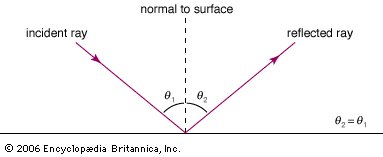 normal to surface
incident ray
reflected ray
θ1 θ2
θ2 = θ1
© 2006 Encyclopædia Britannica, Inc.